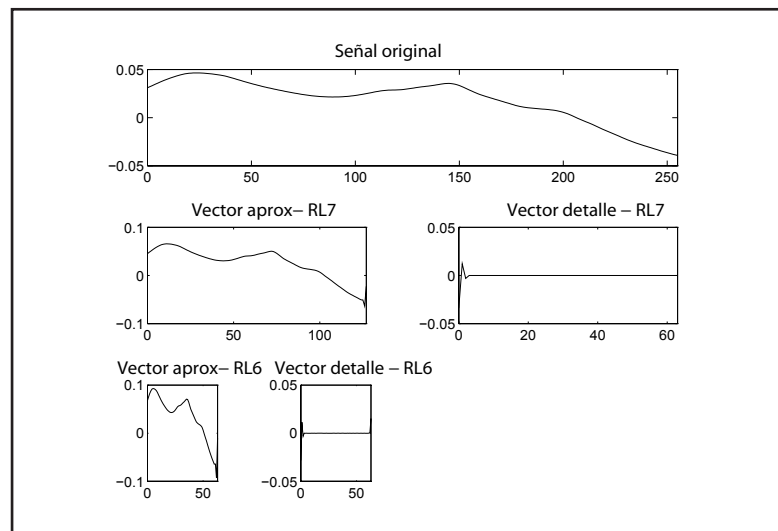 Señal original
0.05
0
−0.05
0 50 100 150 200 250
Vector aprox− RL7
0.1
0
−0.1
0 50 100
Vector detalle − RL7
0.05
0
−0.05
0 20 40 60
Vector aprox− RL6
0.1
0
−0.1
0 50
Vector detalle − RL6
0.05
0
−0.05
0 50